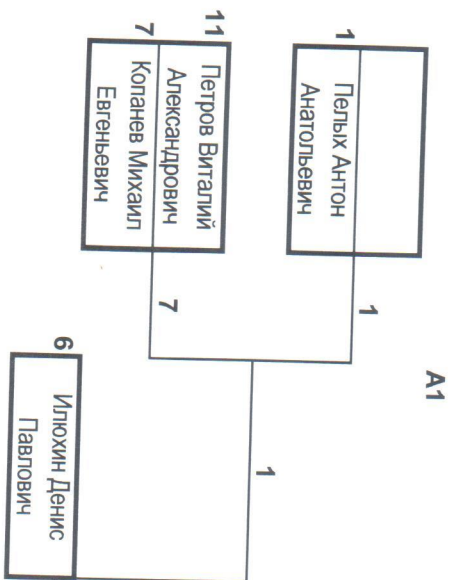 A1
1
1 Пелых Антон
Анатольевич
1
11 Петров Виталий
Александрович
7
7 Копанев Михаил
Евгеньевич
6 Илюхин Денис
Павлович